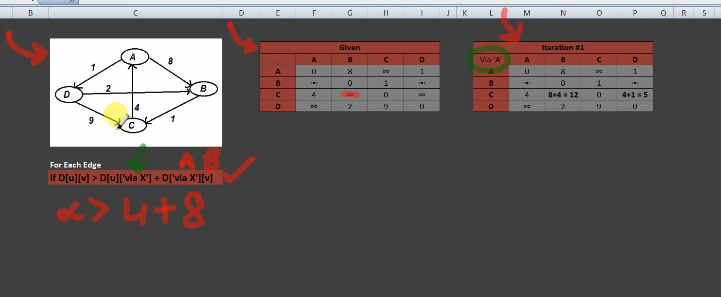 B C D E F G H I J K L M N O P Q R S
A
1 8
2
D B
4
9 1
C
For Each Edge
If D[u][v] > D[u]['via X'] + D['via X'][v]
B
∝ > 4+8
Given
A B C D
A 0 8 ∞ 1
B ∞ 0 1 ∞
C 4 ∞ 0 ∞
D ∞ 2 9 0
Iteration #1
Via 'A' A B C D
A 0 8 ∞ 1
B ∞ 0 1 ∞
C 4 8+4 = 12 0 4+1 = 5
D ∞ 2 9 0